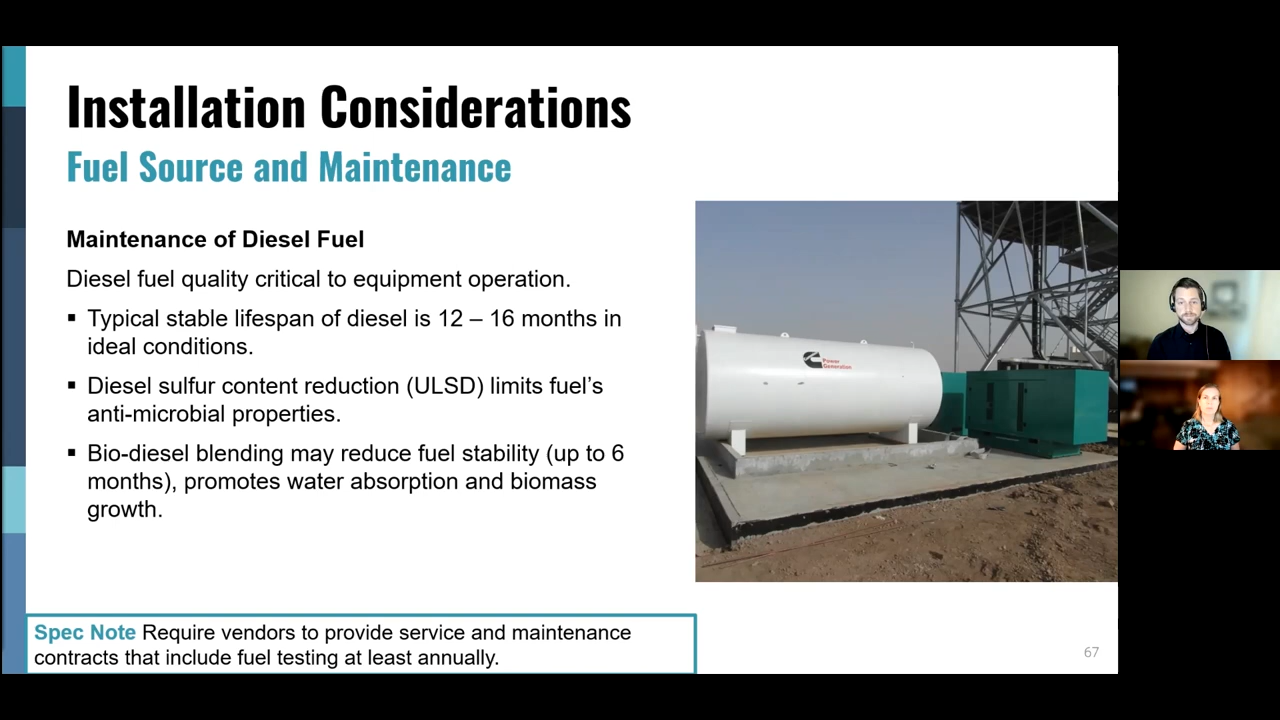 Installation Considerations
Fuel Source and Maintenance
Maintenance of Diesel Fuel
Diesel fuel quality critical to equipment operation.
▪ Typical stable lifespan of diesel is 12 – 16 months in
ideal conditions.
▪ Diesel sulfur content reduction (ULSD) limits fuel’s
anti-microbial properties.
▪ Bio-diesel blending may reduce fuel stability (up to 6
months), promotes water absorption and biomass
growth.
Power
Generation
Spec Note Require vendors to provide service and maintenance
contracts that include fuel testing at least annually.
67